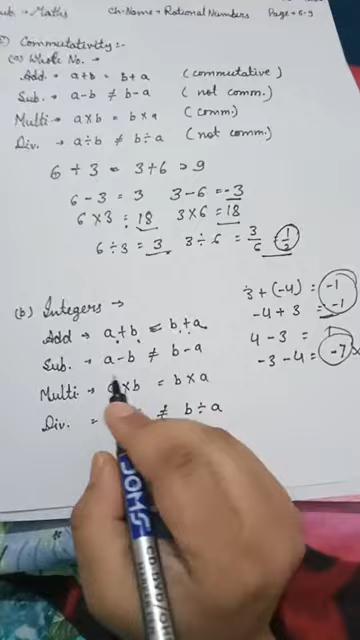 Sub. → Maths Ch-Name → Rational Numbers Page → 6-9
Commutativity :-
(a) Whole No. →
Add → a+b = b+a (commutative)
Sub. → a-b ≠ b-a (not comm.)
Multi → a×b = b×a (comm.)
Div. → a÷b ≠ b÷a (not comm.)
6 + 3 = 3+6 = 9
6 - 3 = 3 3-6 = -3
6×3 = 18 3×6 = 18
6÷3 = 3 3÷6 = 3/6 = 1/2
(b) Integers →
3+(-4) = -1
-4+3 = -1
Add → a+b = b+a
4-3 = 1
Sub. → a-b ≠ b-a
-3-4 = -7
Multi → a×b = b×a
Div. = ≠ b÷a
JOMS